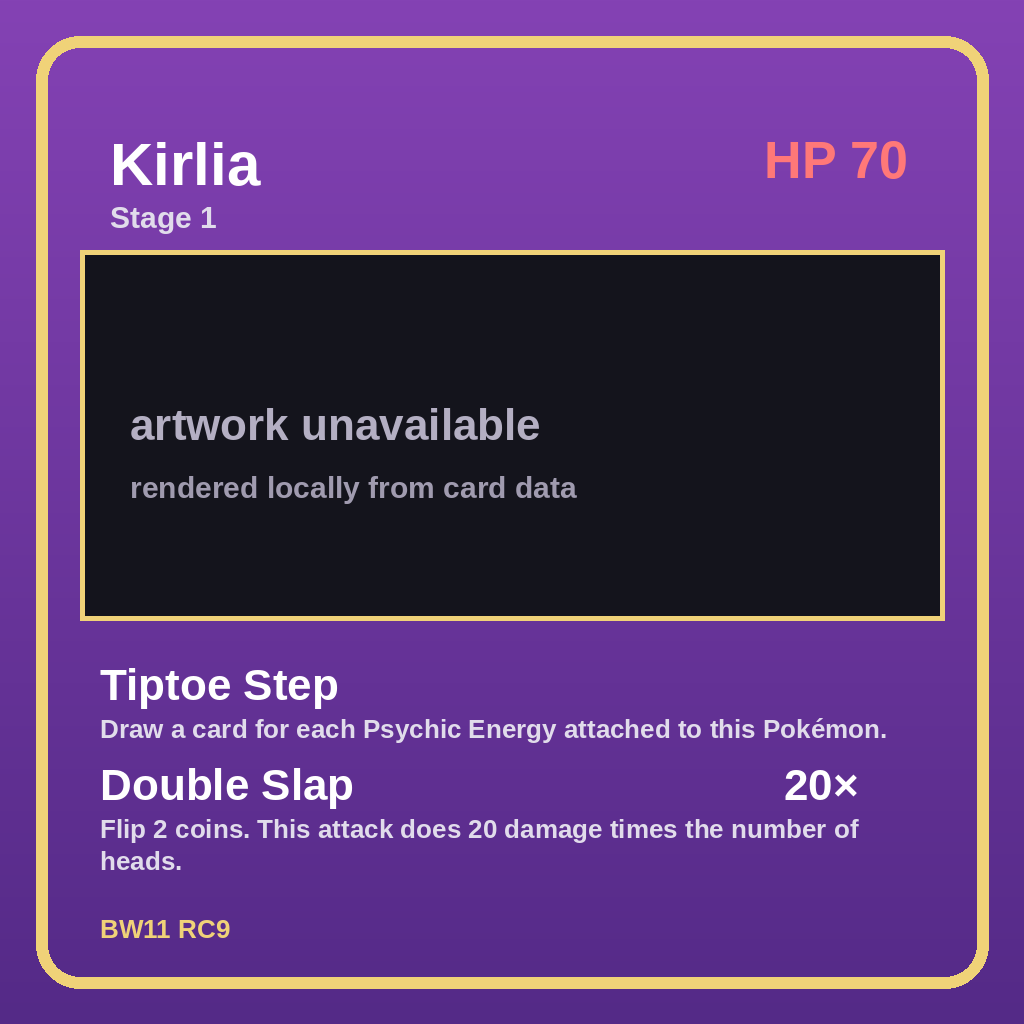 Kirlia
HP 70
Stage 1
artwork unavailable
rendered locally from card data
Tiptoe Step
Draw a card for each Psychic Energy attached to this Pokémon.
Double Slap 20×
Flip 2 coins. This attack does 20 damage times the number of
heads.
BW11 RC9